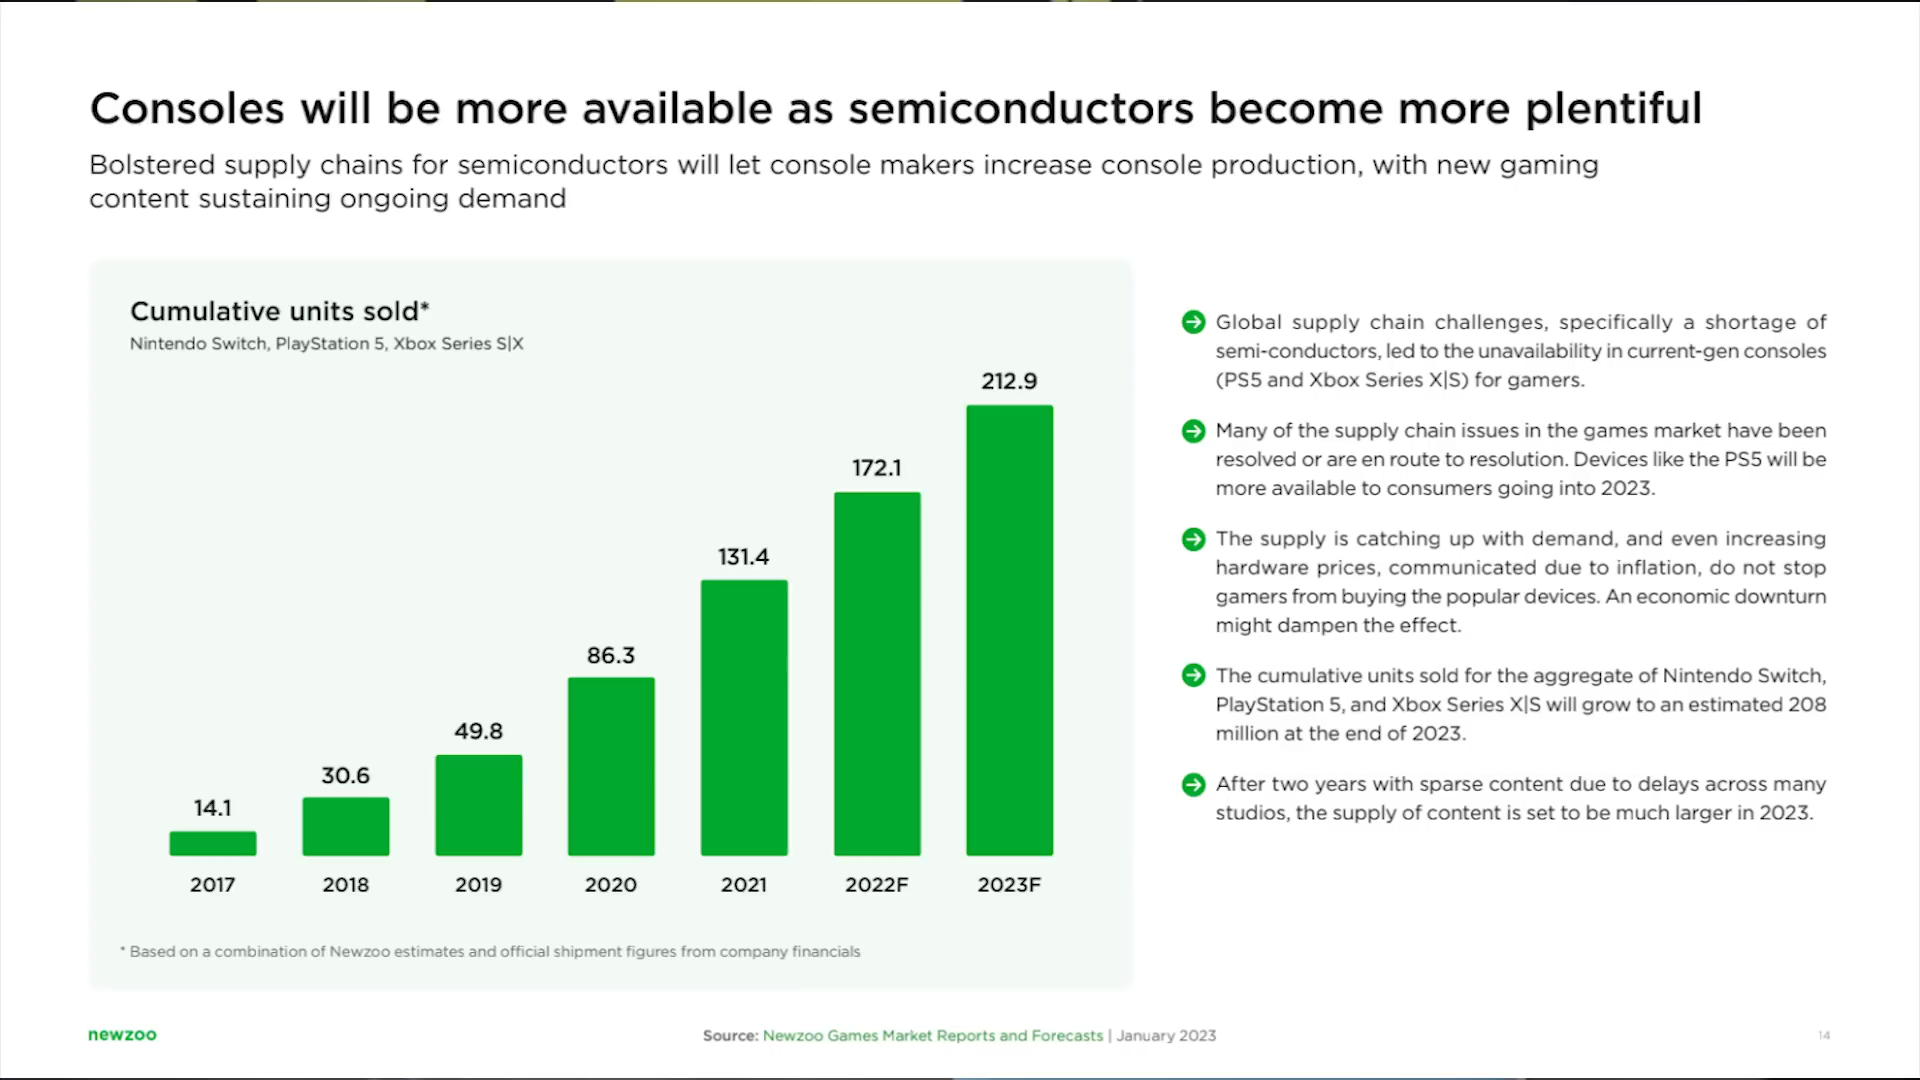 Consoles will be more available as semiconductors become more plentiful
Bolstered supply chains for semiconductors will let console makers increase console production, with new gaming
content sustaining ongoing demand
Cumulative units sold*
Nintendo Switch, PlayStation 5, Xbox Series S|X
14.1
30.6
49.8
86.3
131.4
172.1
212.9
2017
2018
2019
2020
2021
2022F
2023F
* Based on a combination of Newzoo estimates and official shipment figures from company financials
Global supply chain challenges, specifically a shortage of
semi-conductors, led to the unavailability in current-gen consoles
(PS5 and Xbox Series X|S) for gamers.
Many of the supply chain issues in the games market have been
resolved or are en route to resolution. Devices like the PS5 will be
more available to consumers going into 2023.
The supply is catching up with demand, and even increasing
hardware prices, communicated due to inflation, do not stop
gamers from buying the popular devices. An economic downturn
might dampen the effect.
The cumulative units sold for the aggregate of Nintendo Switch,
PlayStation 5, and Xbox Series X|S will grow to an estimated 208
million at the end of 2023.
After two years with sparse content due to delays across many
studios, the supply of content is set to be much larger in 2023.
newzoo
Source: Newzoo Games Market Reports and Forecasts | January 2023
14